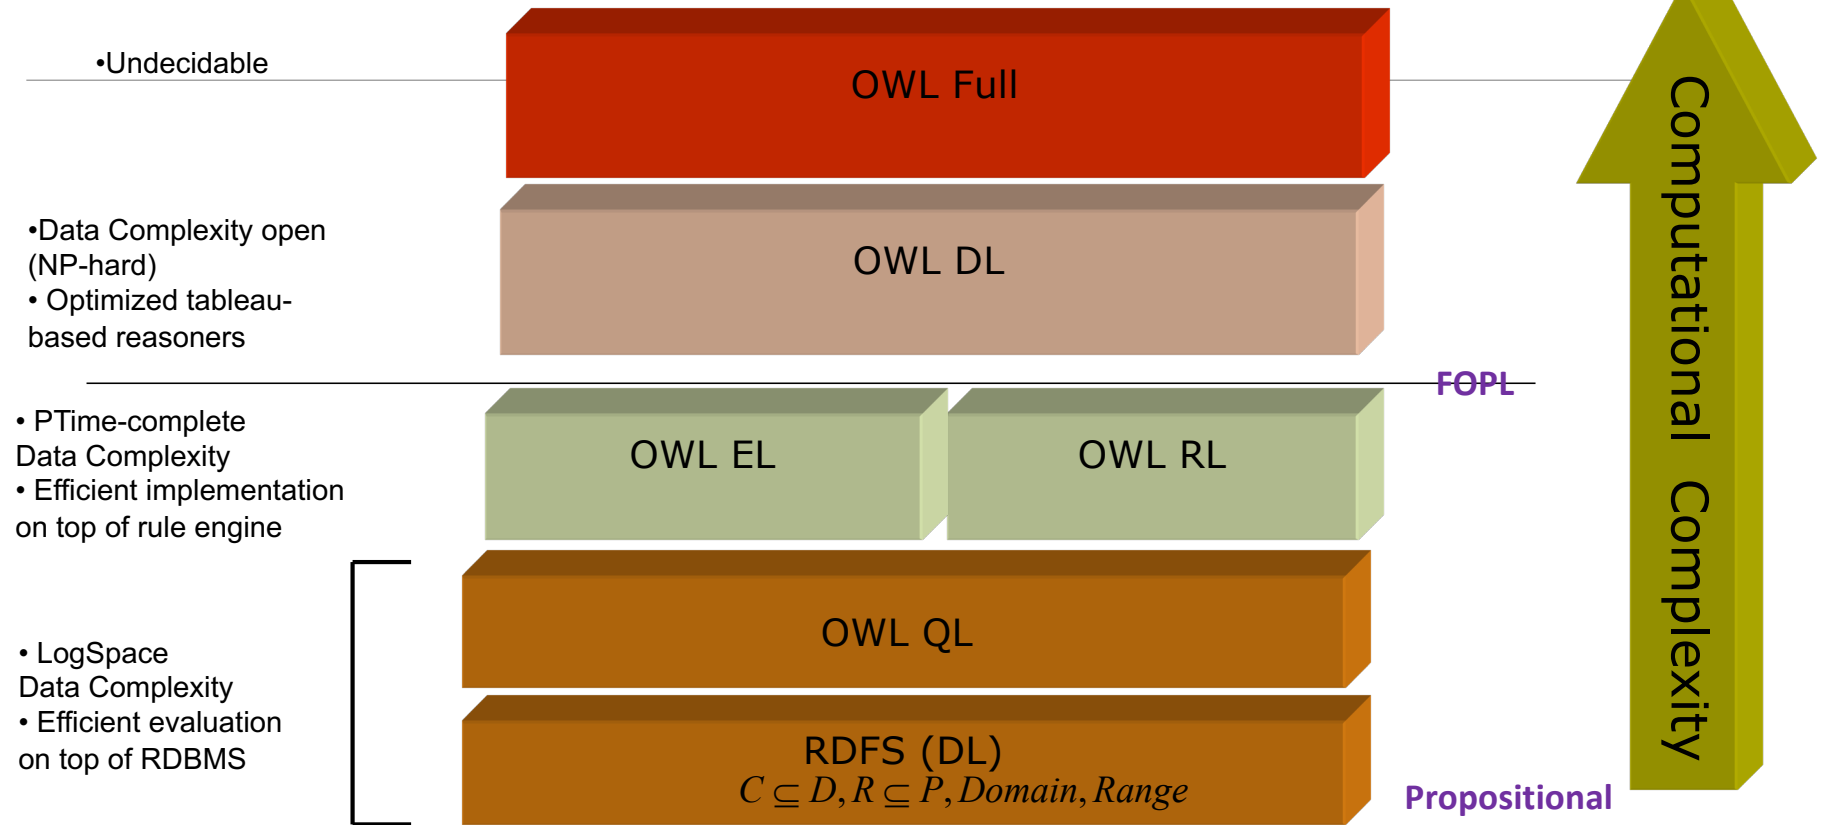 •Undecidable
OWL Full
•Data Complexity open
(NP-hard)
• Optimized tableau-
based reasoners
OWL DL
FOPL
• PTime-complete
Data Complexity
• Efficient implementation
on top of rule engine
OWL EL
OWL RL
OWL QL
• LogSpace
Data Complexity
• Efficient evaluation
on top of RDBMS
RDFS (DL)
C ⊆ D, R ⊆ P, Domain, Range
Propositional
Computational Complexity